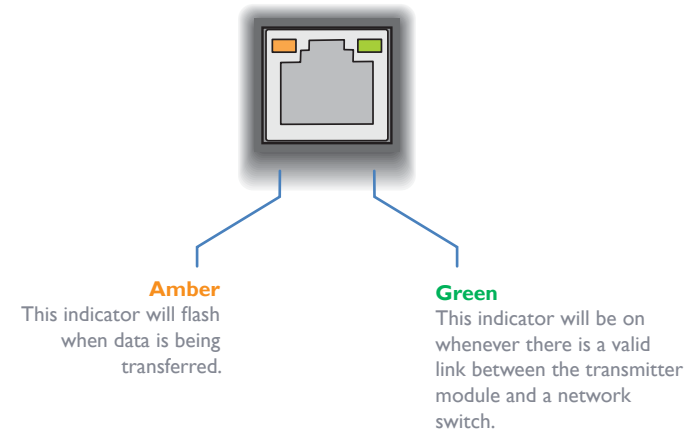 Amber
This indicator will flash
when data is being
transferred.
Green
This indicator will be on
whenever there is a valid
link between the transmitter
module and a network
switch.